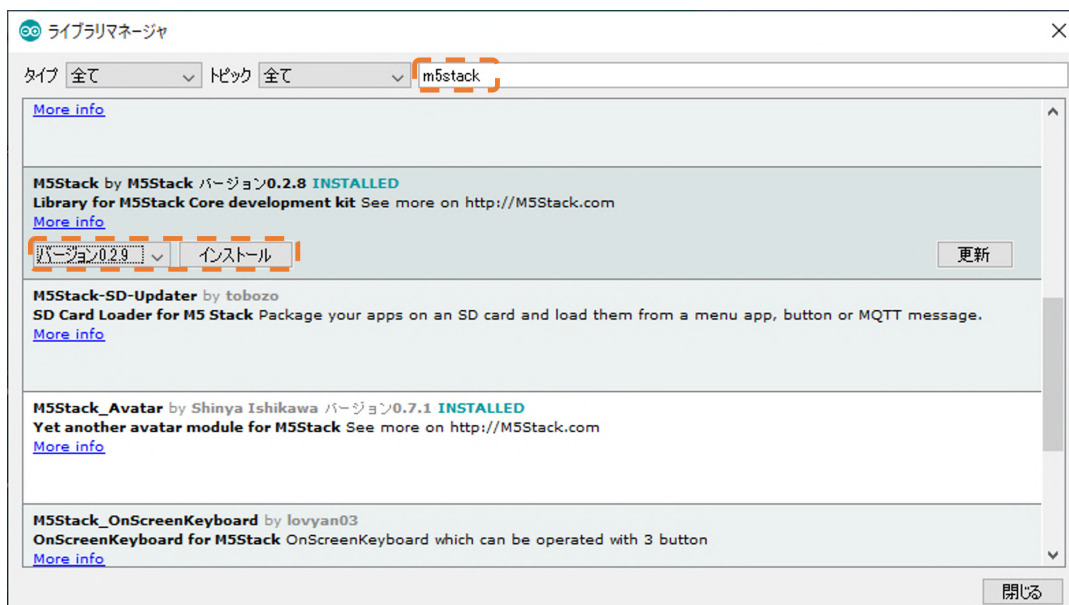 ライブラリマネージャ
タイプ 全て トピック 全て m5stack
More info
M5Stack by M5Stack バージョン0.2.8 INSTALLED
Library for M5Stack Core development kit See more on http://M5Stack.com
More info
バージョン0.2.9 インストール 更新
M5Stack-SD-Updater by tobozo
SD Card Loader for M5 Stack Package your apps on an SD card and load them from a menu app, button or MQTT message.
More info
M5Stack_Avatar by Shinya Ishikawa バージョン0.7.1 INSTALLED
Yet another avatar module for M5Stack See more on http://M5Stack.com
More info
M5Stack_OnScreenKeyboard by lovyan03
OnScreenKeyboard for M5Stack OnScreenKeyboard which can be operated with 3 button
More info
閉じる